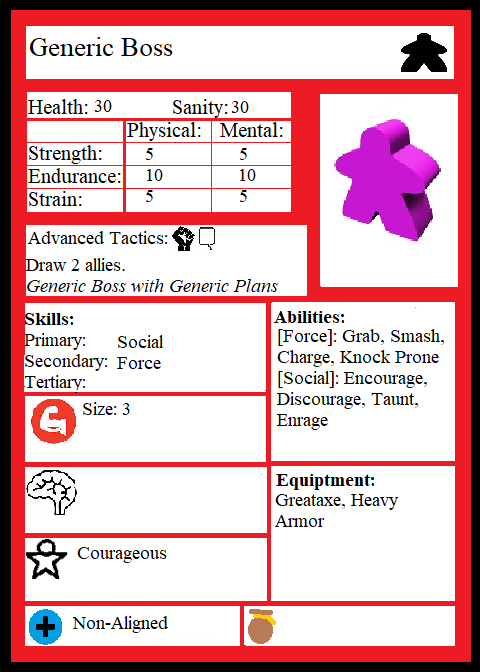 Generic Boss
Health: 30 Sanity: 30
Physical: Mental:
Strength: 5 5
Endurance: 10 10
Strain: 5 5
Advanced Tactics:
Draw 2 allies.
Generic Boss with Generic Plans
Skills:
Primary: Social
Secondary: Force
Tertiary:
Size: 3
Courageous
Non-Aligned
Abilities:
[Force]: Grab, Smash,
Charge, Knock Prone
[Social]: Encourage,
Discourage, Taunt,
Enrage
Equiptment:
Greataxe, Heavy
Armor